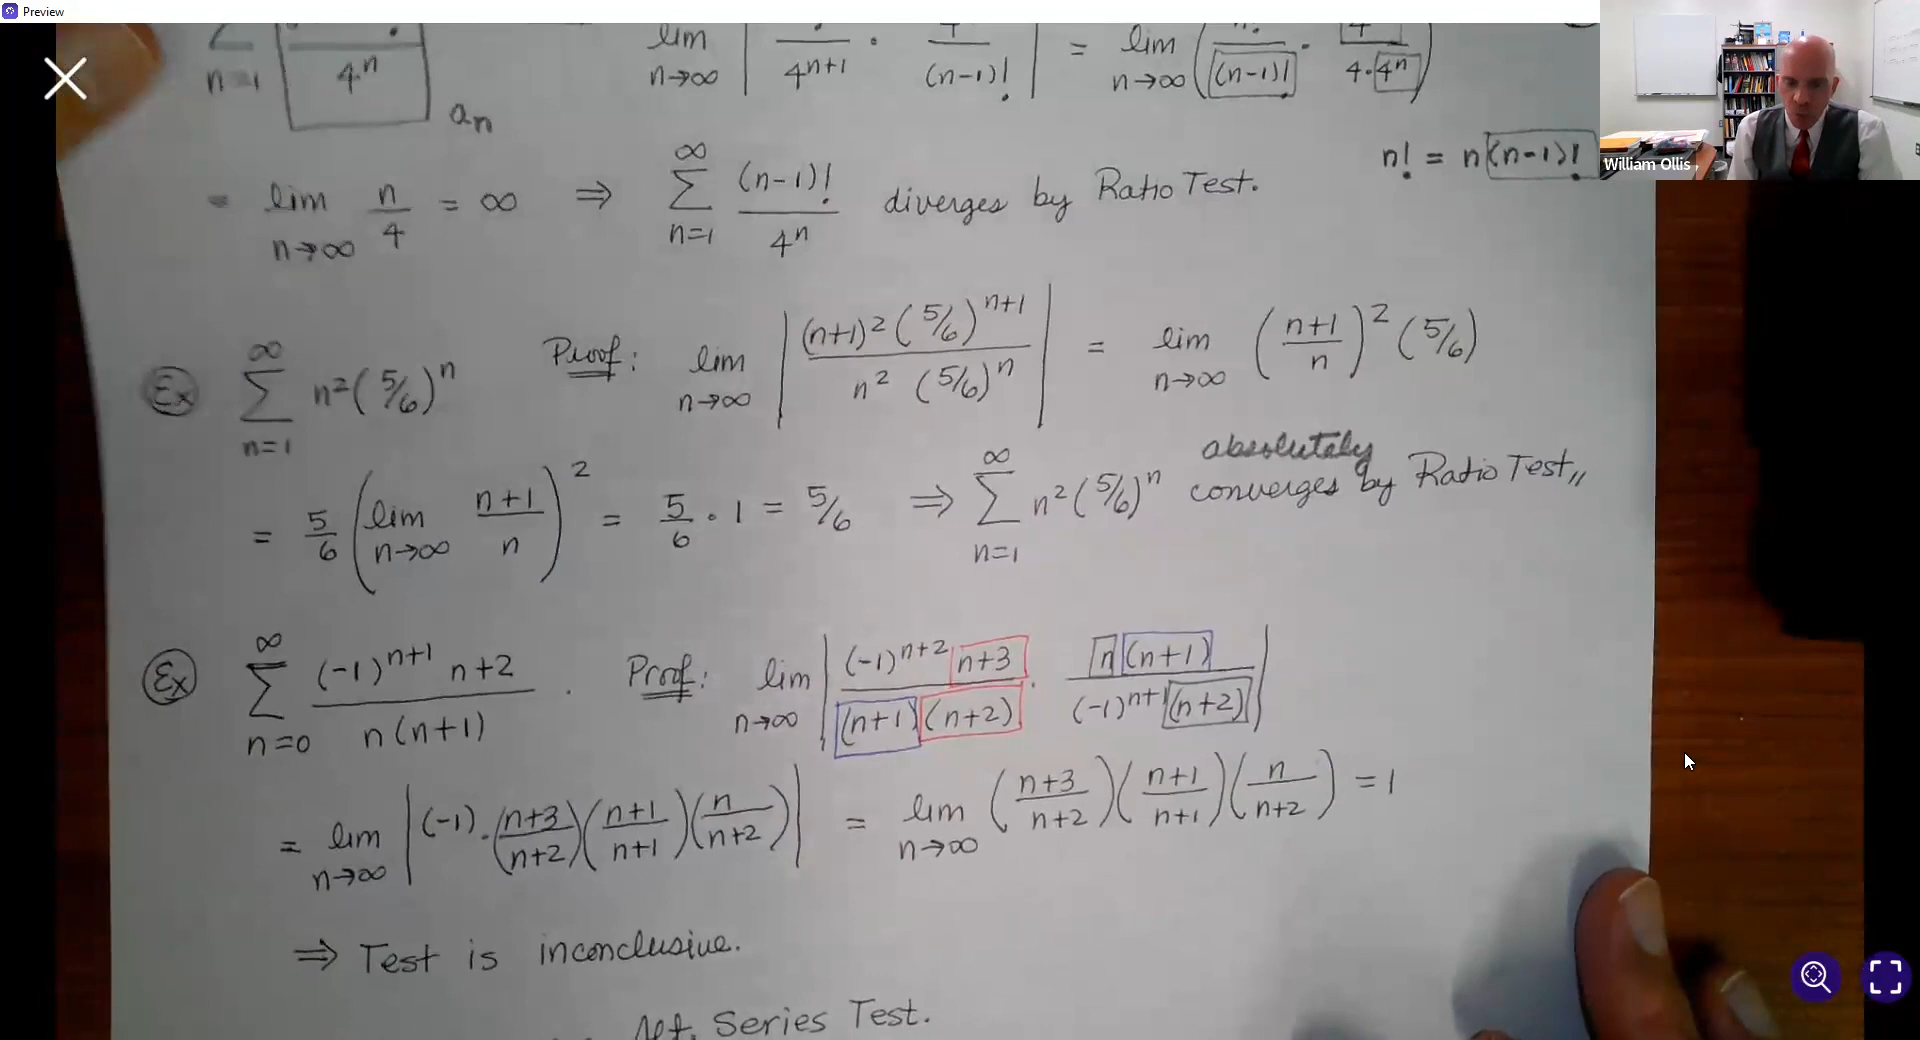 Preview
∑ n=1 4^n a_n lim n→∞ | 4^{n+1} · (n-1)! | = lim n→∞ ( (n-1)! · 4·4^n )
= lim n→∞ n/4 = ∞ ⇒ ∑_{n=1}^{∞} (n-1)!/4^n diverges by Ratio Test. n! = n(n-1)!
William Ollis
Ex ∑_{n=1}^{∞} n²(5/6)^n Proof: lim n→∞ | (n+1)²(5/6)^{n+1} / n² (5/6)^n | = lim n→∞ ((n+1)/n)² (5/6)
= 5/6 (lim n→∞ (n+1)/n)² = 5/6 · 1 = 5/6 ⇒ ∑_{n=1}^{∞} n²(5/6)^n absolutely converges by Ratio Test,,
Ex ∑_{n=0}^{∞} (-1)^{n+1} n+2 / n(n+1) . Proof: lim n→∞ | (-1)^{n+2} n+3 / (n+1)(n+2) · n(n+1) / (-1)^{n+1}(n+2) |
= lim n→∞ | (-1) · ((n+3)/(n+2)) ((n+1)/(n+1)) (n/(n+2)) | = lim n→∞ ((n+3)/(n+2)) ((n+1)/(n+1)) (n/(n+2)) = 1
⇒ Test is inconclusive.
Alt. Series Test.